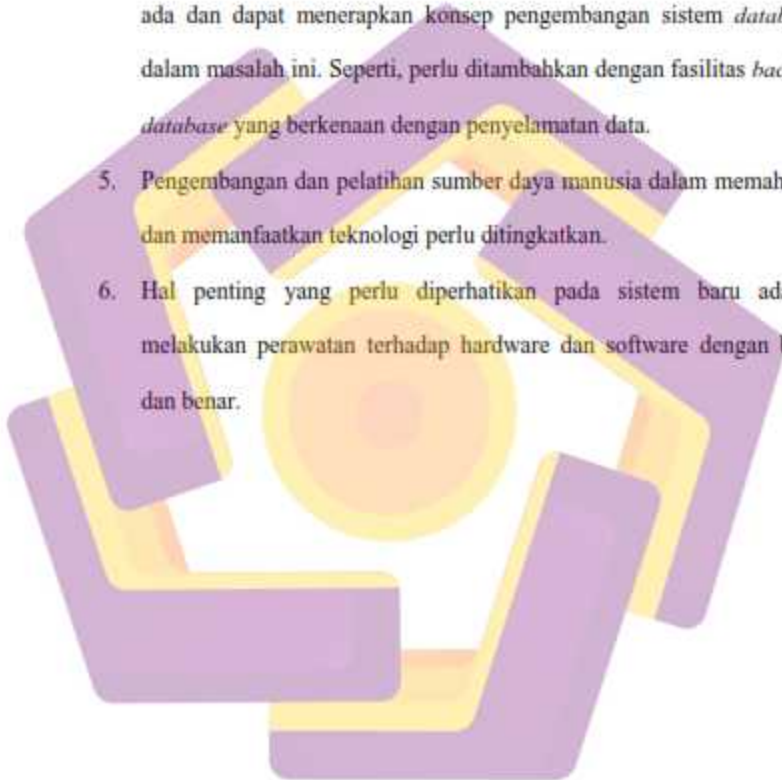 ada dan dapat menerapkan konsep pengembangan sistem
dalam masalah ini. Seperti, perlu ditambahkan dengan fasilitas
database yang berkenaan dengan penyelamatan data.
5. Pengembangan dan pelatihan sumber daya manusia dalam
dan memanfaatkan teknologi perlu ditingkatkan.
6. Hal penting yang perlu diperhatikan pada sistem baru
melakukan perawatan terhadap hardware dan software dengan
dan benar.